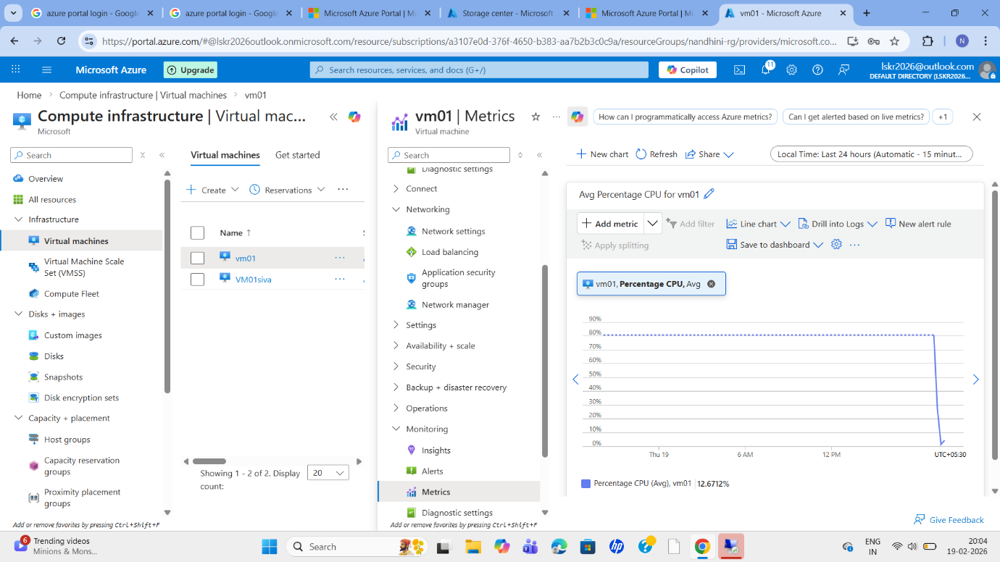 azure portal login - Google
azure portal login - Google
Microsoft Azure Portal | Mi
Storage center - Microsoft
Microsoft Azure Portal | Mi
vm01 - Microsoft Azure
https://portal.azure.com/#@lskr2026outlook.onmicrosoft.com/resource/subscriptions/a3107e0d-376f-4650-b383-aa7b2b3c0c9a/resourceGroups/nandhini-rg/providers/microsoft.co...
N
Microsoft Azure
Upgrade
Search resources, services, and docs (G+/)
Copilot
11
lskr2026@outlook.com
DEFAULT DIRECTORY (LSKR2026...
Home > Compute infrastructure | Virtual machines > vm01
Compute infrastructure | Virtual mac...
Microsoft
Search
Overview
All resources
Infrastructure
Virtual machines
Virtual Machine Scale
Set (VMSS)
Compute Fleet
Disks + images
Custom images
Disks
Snapshots
Disk encryption sets
Capacity + placement
Host groups
Capacity reservation
groups
Proximity placement
groups
Add or remove favorites by pressing Ctrl+Shift+F
Virtual machines
Get started
Create
Reservations
...
Name ↑
vm01
...
VM01siva
...
Showing 1 - 2 of 2. Display
count:
20
vm01 | Metrics
Virtual machine
...
How can I programmatically access Azure metrics?
Can I get alerted based on live metrics?
+1
Search
Diagnostic settings
Connect
Networking
Network settings
Load balancing
Application security
groups
Network manager
Settings
Availability + scale
Security
Backup + disaster recovery
Operations
Monitoring
Insights
Alerts
Metrics
Diagnostic settings
Add or remove favorites by pressing Ctrl+Shift+F
New chart
Refresh
Share
Local Time: Last 24 hours (Automatic - 15 minut...
Avg Percentage CPU for vm01
Add metric
Add filter
Line chart
Drill into Logs
New alert rule
Apply splitting
Save to dashboard
...
vm01, Percentage CPU, Avg
90%
80%
70%
60%
50%
40%
30%
20%
10%
0%
Thu 19
6 AM
12 PM
UTC+05:30
Percentage CPU (Avg), vm01 | 12.6712%
Give Feedback
6
Trending videos
Minions & Mons...
Search
ENG
IN
20:04
19-02-2026